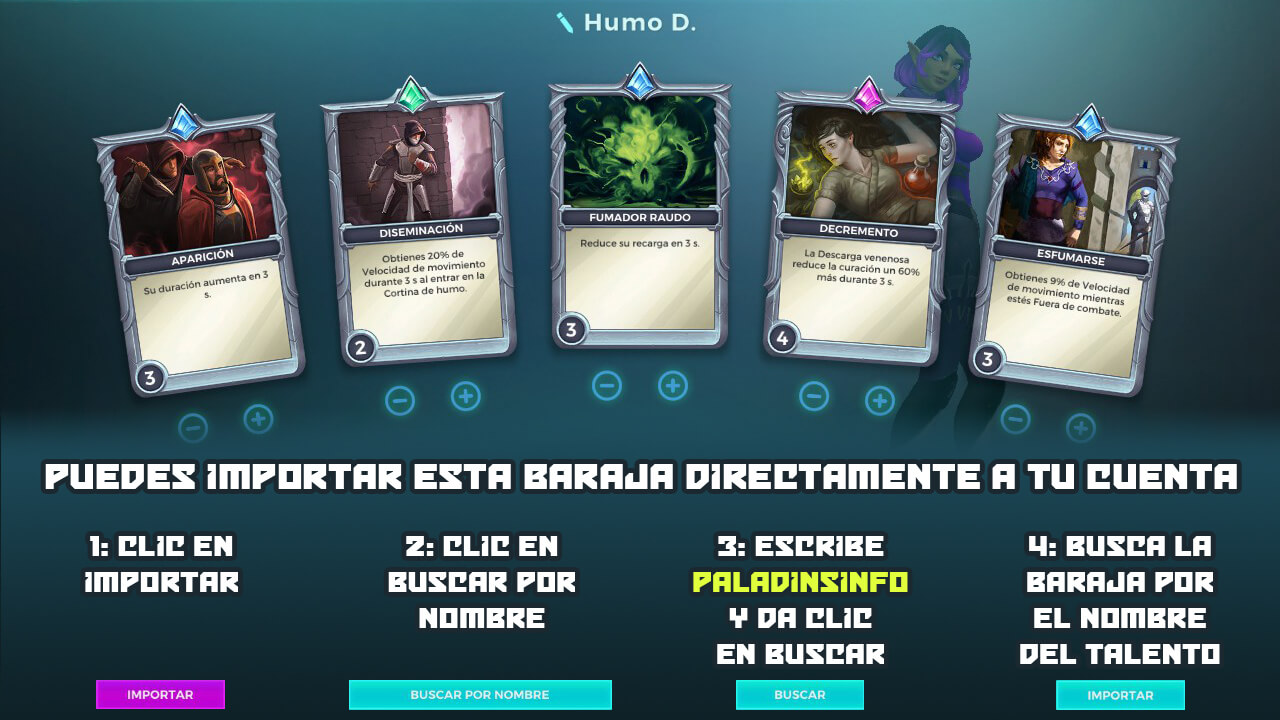 Humo D.
APARICIÓN
Su duración aumenta en 3
s.
3
DISEMINACIÓN
Obtienes 20% de
Velocidad de movimiento
durante 3 s al entrar en la
Cortina de humo.
2
FUMADOR RAUDO
Reduce su recarga en 3 s.
3
DECREMENTO
La Descarga venenosa
reduce la curación un 60%
más durante 3 s.
4
ESFUMARSE
Obtienes 9% de Velocidad
de movimiento mientras
estés Fuera de combate.
3
PUEDES IMPORTAR ESTA BARAJA DIRECTAMENTE A TU CUENTA
1: CLIC EN
IMPORTAR
2: CLIC EN
BUSCAR POR
NOMBRE
3: ESCRIBE
PALADINSINFO
Y DA CLIC
EN BUSCAR
4: BUSCA LA
BARAJA POR
EL NOMBRE
DEL TALENTO
IMPORTAR
BUSCAR POR NOMBRE
BUSCAR
IMPORTAR